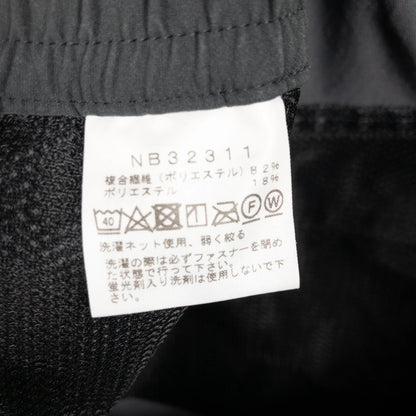 NB32311
複合繊維(ポリエステル) 82%
ポリエステル 18%
40 F W
洗濯ネット使用、弱く絞る
洗濯の際は必ずファスナーを閉め
た状態で行って下さい。
蛍光剤入り洗剤は使用しないで下
さい。